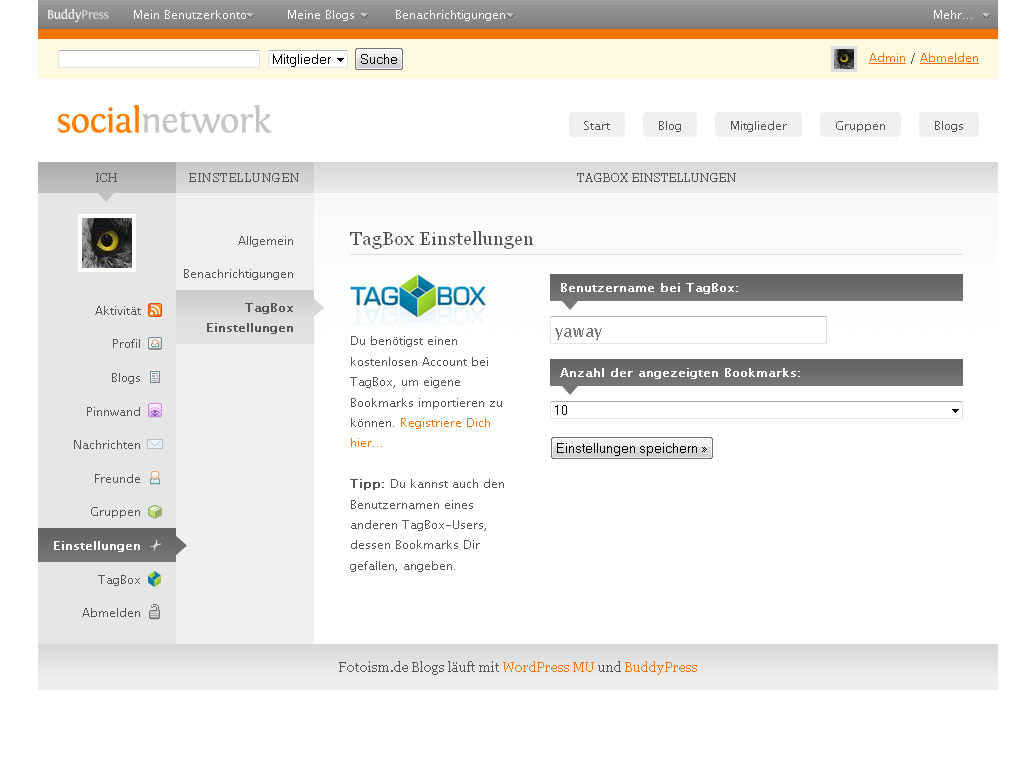 BuddyPress Mein Benutzerkonto Meine Blogs Benachrichtigungen Mehr...
Mitglieder Suche Admin / Abmelden
socialnetwork
Start Blog Mitglieder Gruppen Blogs
ICH EINSTELLUNGEN TAGBOX EINSTELLUNGEN
Aktivität
Profil
Blogs
Pinnwand
Nachrichten
Freunde
Gruppen
Einstellungen
TagBox
Abmelden
Allgemein
Benachrichtigungen
TagBox
Einstellungen
TagBox Einstellungen
TAG BOX
Du benötigst einen
kostenlosen Account bei
TagBox, um eigene
Bookmarks importieren zu
können. Registriere Dich
hier...
Tipp: Du kannst auch den
Benutzernamen eines
anderen TagBox-Users,
dessen Bookmarks Dir
gefallen, angeben.
Benutzername bei TagBox:
yaway
Anzahl der angezeigten Bookmarks:
10
Einstellungen speichern »
Fotoism.de Blogs läuft mit WordPress MU und BuddyPress